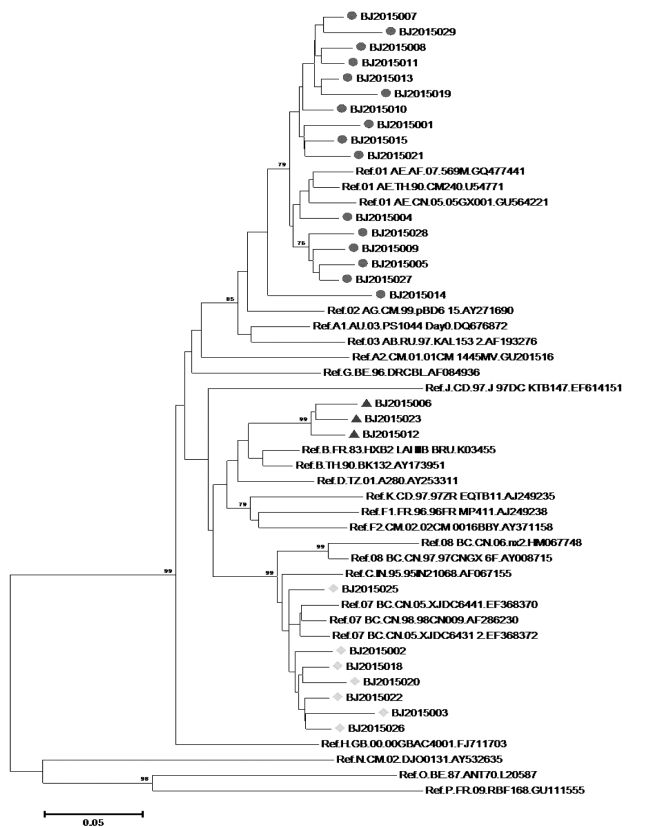 BJ2015007
BJ2015029
BJ2015008
BJ2015011
BJ2015013
BJ2015019
BJ2015010
BJ2015001
BJ2015015
BJ2015021
79
Ref.01 AE.AF.07.569M.GQ477441
Ref.01 AE.TH.90.CM240.U54771
Ref.01 AE.CN.05.05GX001.GU564221
BJ2015004
BJ2015028
76
BJ2015009
BJ2015005
BJ2015027
BJ2015014
85
Ref.02 AG.CM.99.pBD6 15.AY271690
Ref.A1.AU.03.PS1044 Day0.DQ676872
Ref.03 AB.RU.97.KAL153 2.AF193276
Ref.A2.CM.01.01CM 1445MV.GU201516
Ref.G.BE.96.DRCBL.AF084936
Ref.J.CD.97.J 97DC KTB147.EF614151
BJ2015006
99
BJ2015023
BJ2015012
Ref.B.FR.83.HXB2 LAI IIIB BRU.K03455
Ref.B.TH.90.BK132.AY173951
Ref.D.TZ.01.A280.AY253311
Ref.K.CD.97.97ZR EQTB11.AJ249235
79
Ref.F1.FR.96.96FR MP411.AJ249238
Ref.F2.CM.02.02CM 0016BBY.AY371158
Ref.08 BC.CN.06.nx2.HM067748
99
Ref.08 BC.CN.97.97CNGX 6F.AY008715
99
99
Ref.C.IN.95.95IN21068.AF067155
BJ2015025
Ref.07 BC.CN.05.XJDC6441.EF368370
Ref.07 BC.CN.98.98CN009.AF286230
Ref.07 BC.CN.05.XJDC6431 2.EF368372
BJ2015002
BJ2015018
BJ2015020
BJ2015022
BJ2015003
BJ2015026
Ref.H.GB.00.00GBAC4001.FJ711703
Ref.N.CM.02.DJO0131.AY532635
Ref.O.BE.87.ANT70.L20587
98
Ref.P.FR.09.RBF168.GU111555
0.05